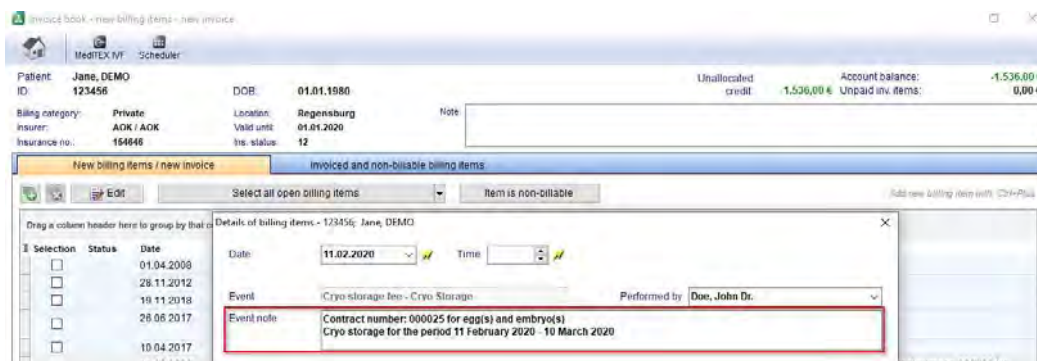 Invoice book - new billing items - new invoice
MediTEX IVF Scheduler
Patient: Jane, DEMO
ID: 123456 DOB: 01.01.1980
Unallocated credit: 1.536,00 € Account balance: -1.536,00
Unpaid inv. items: 0,00
Billing category: Private Location: Regensburg Note
Insurer: AOK / AOK Valid until: 01.01.2020
Insurance no.: 154646 Ins. status: 12
New billing items / new invoice Invoiced and non-billable billing items
Edit Select all open billing items Item is non-billable Add new billing item with: Ctrl+Plus
Drag a column header here to group by that Details of billing items - 123456; Jane, DEMO
Selection Status Date
Date 11.02.2020 Time
01.04.2008
28.11.2012
19.11.2018
26.06.2017
10.04.2017
Event Cryo storage fee - Cryo Storage Performed by Doe, John Dr.
Event note Contract number: 000025 for egg(s) and embryo(s)
Cryo storage for the period 11 February 2020 - 10 March 2020